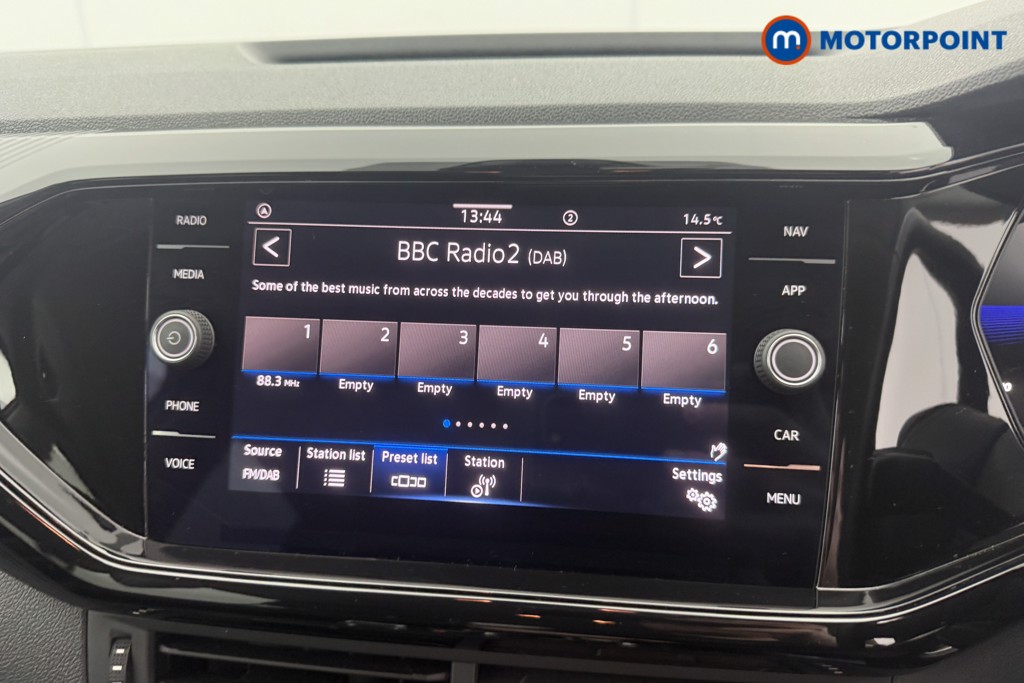 m MOTORPOINT
RADIO
MEDIA
PHONE
VOICE
13:44
2
14.5°C
<
BBC Radio2 (DAB)
>
Some of the best music from across the decades to get you through the afternoon.
1 2 3 4 5 6
88.3 MHz Empty Empty Empty Empty Empty
Source
FM/DAB
Station list
Preset list
Station
Settings
NAV
APP
CAR
MENU